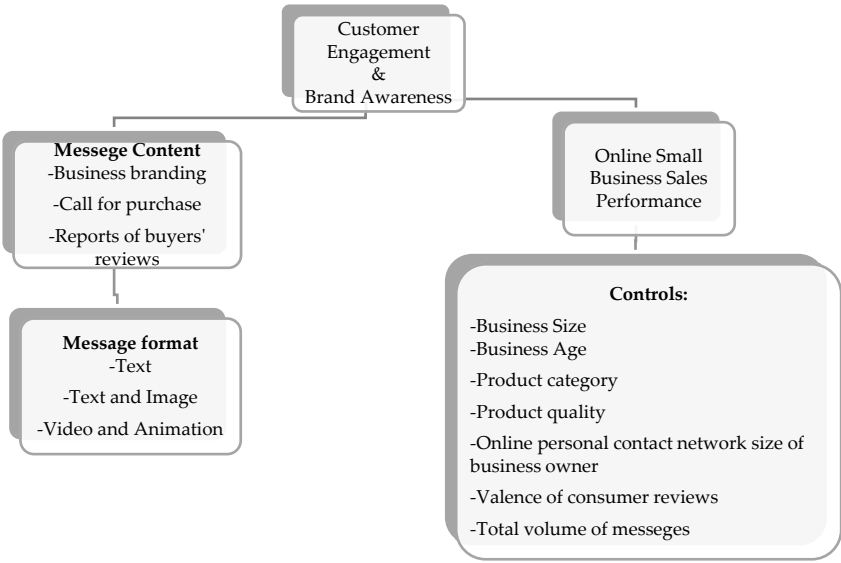 Customer
Engagement
&
Brand Awareness
Messege Content
-Business branding
-Call for purchase
-Reports of buyers'
reviews
Message format
-Text
-Text and Image
-Video and Animation
Online Small
Business Sales
Performance
Controls:
-Business Size
-Business Age
-Product category
-Product quality
-Online personal contact network size of
business owner
-Valence of consumer reviews
-Total volume of messeges